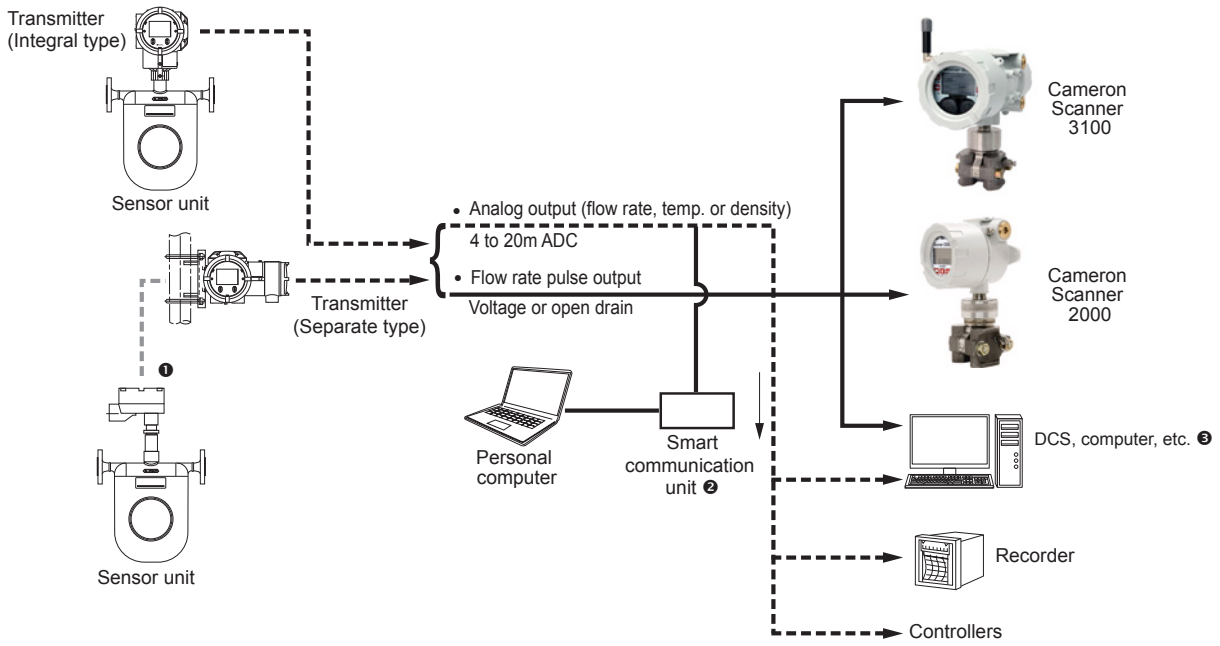 Transmitter
(Integral type)
Sensor unit
Transmitter
(Separate type)
❶
Sensor unit
• Analog output (flow rate, temp. or density)
4 to 20m ADC
• Flow rate pulse output
Voltage or open drain
Personal
computer
Smart
communication
unit ❷
Cameron
Scanner
3100
Cameron
Scanner
2000
DCS, computer, etc. ❸
Recorder
Controllers